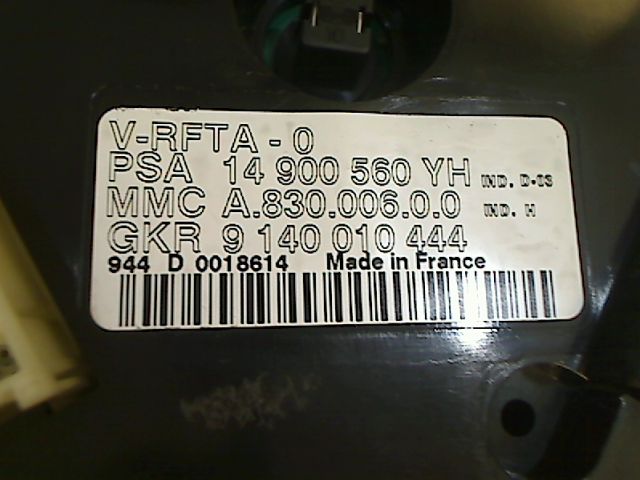 V-RFTA - 0
PSA 14 900 560 YH IND. D-03
MMC A.830.006.0.0 IND. H
GKR 9 140 010 444
944 D 0018614 Made in France